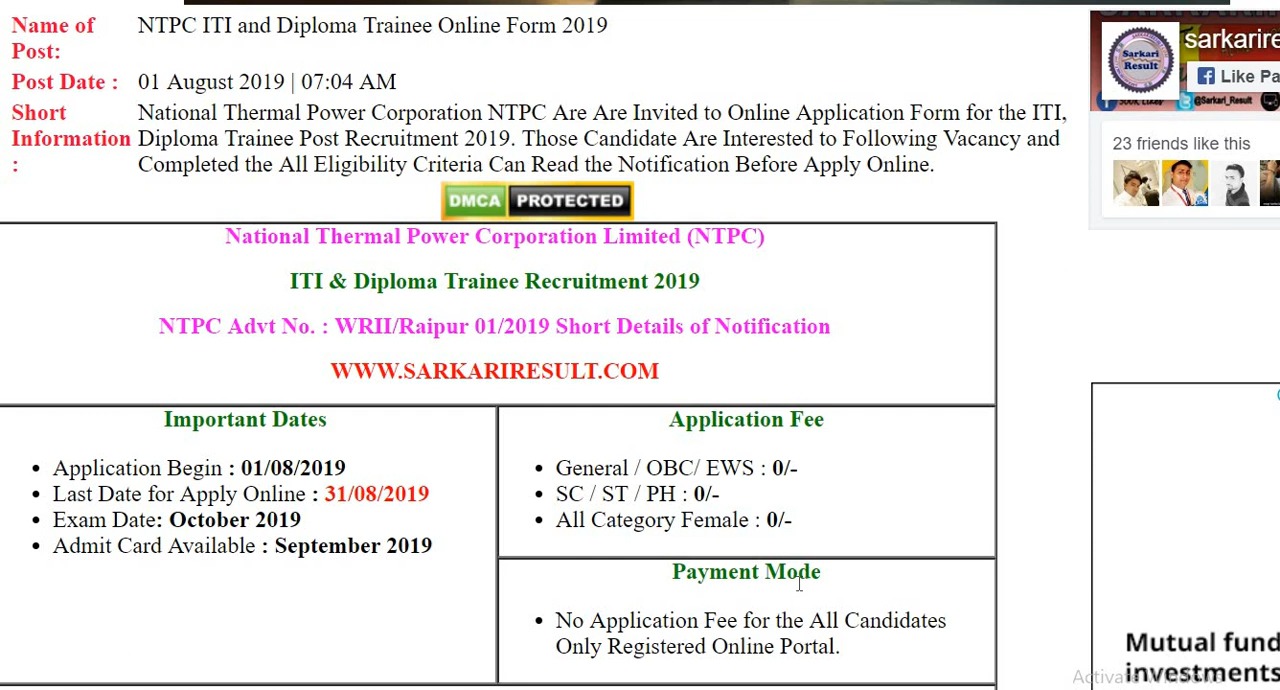 Name of Post: NTPC ITI and Diploma Trainee Online Form 2019
Post Date : 01 August 2019 | 07:04 AM
Short Information : National Thermal Power Corporation NTPC Are Are Invited to Online Application Form for the ITI,
Diploma Trainee Post Recruitment 2019. Those Candidate Are Interested to Following Vacancy and
Completed the All Eligibility Criteria Can Read the Notification Before Apply Online.
DMCA PROTECTED
National Thermal Power Corporation Limited (NTPC)
ITI & Diploma Trainee Recruitment 2019
NTPC Advt No. : WRII/Raipur 01/2019 Short Details of Notification
WWW.SARKARIRESULT.COM
Important Dates
• Application Begin : 01/08/2019
• Last Date for Apply Online : 31/08/2019
• Exam Date: October 2019
• Admit Card Available : September 2019
Application Fee
• General / OBC/ EWS : 0/-
• SC / ST / PH : 0/-
• All Category Female : 0/-
Payment Mode
• No Application Fee for the All Candidates
Only Registered Online Portal.
Sarkari
Result
sarkarire
Like Pa
@Sarkari_Result
23 friends like this
Mutual fund
investments